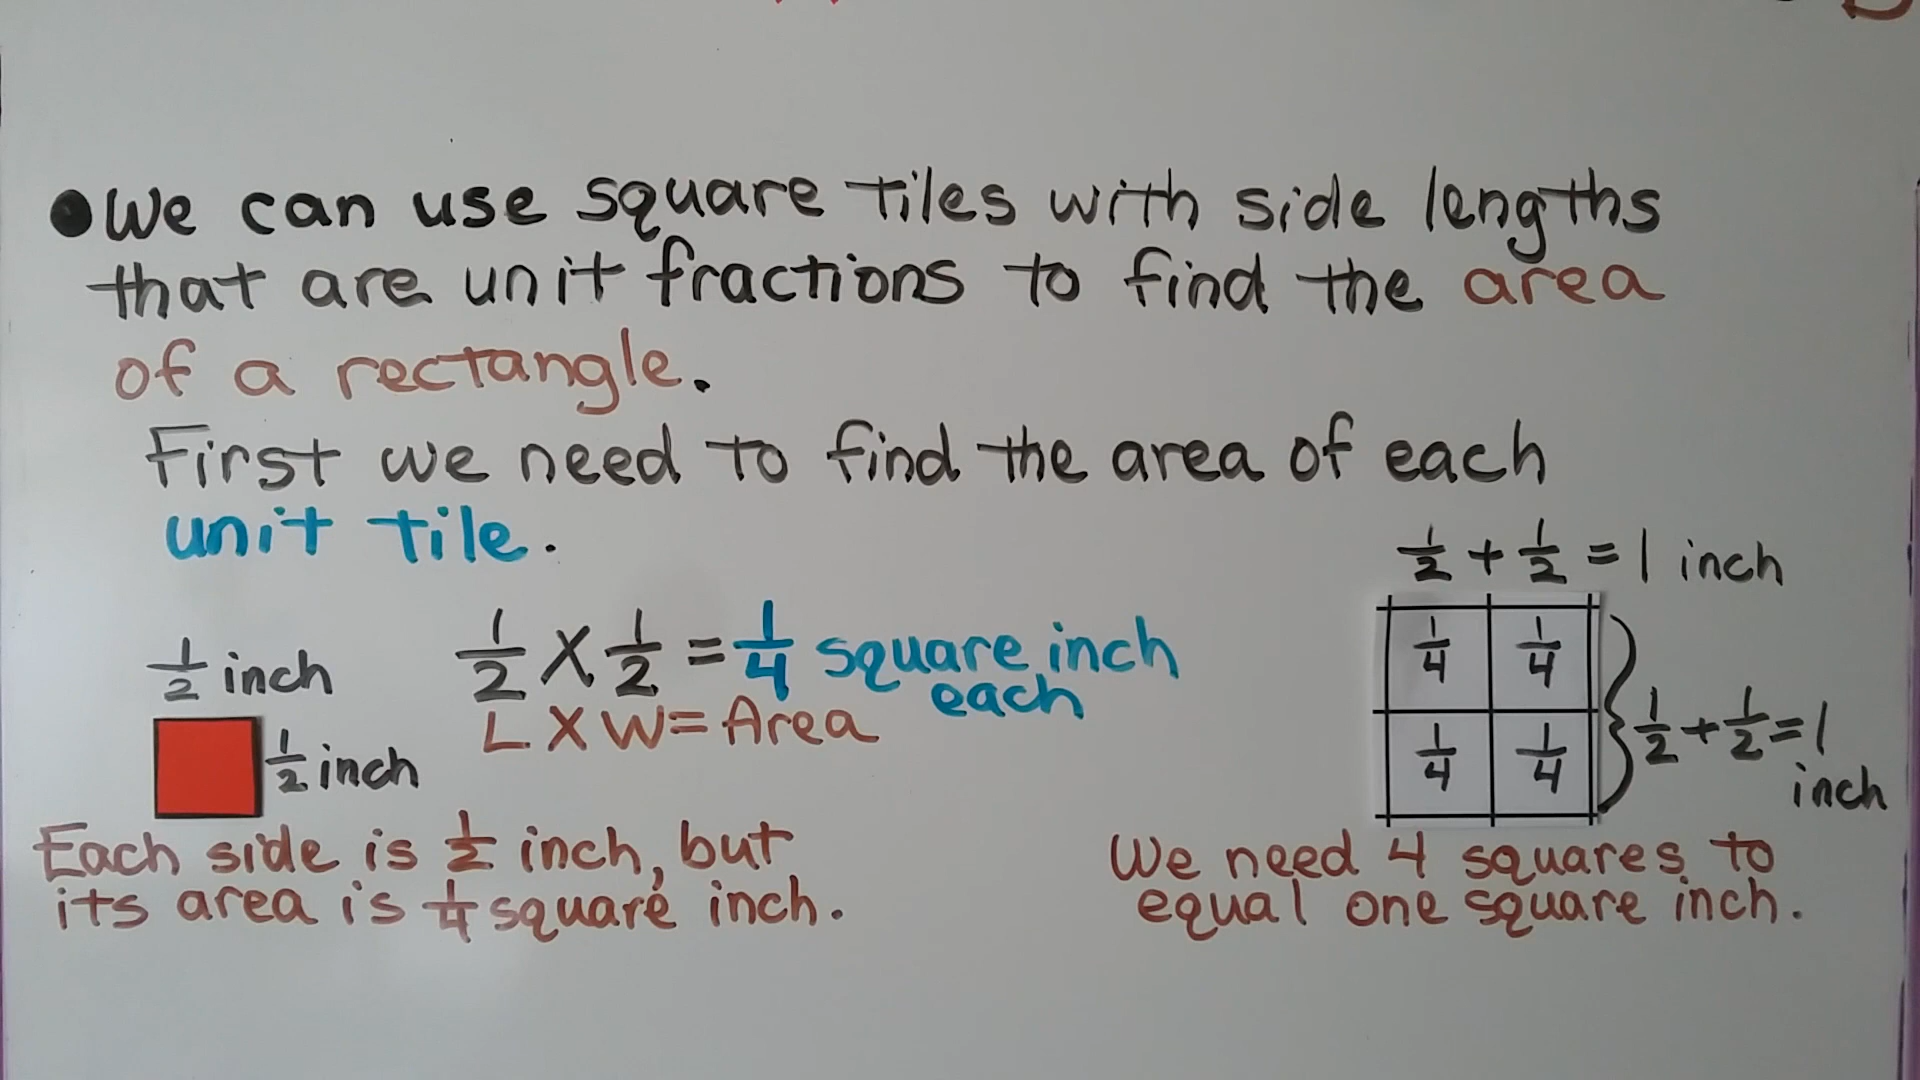 •We can use square tiles with side lengths
that are unit fractions to find the area
of a rectangle.
First we need to find the area of each
unit tile.
1/2 inch
1/2 inch
1/2 X 1/2 = 1/4 square inch
each
L X W = Area
Each side is 1/2 inch, but
its area is 1/4 square inch.
1/2 + 1/2 = 1 inch
1/4 1/4
1/4 1/4
1/2 + 1/2 = 1
inch
We need 4 squares to
equal one square inch.